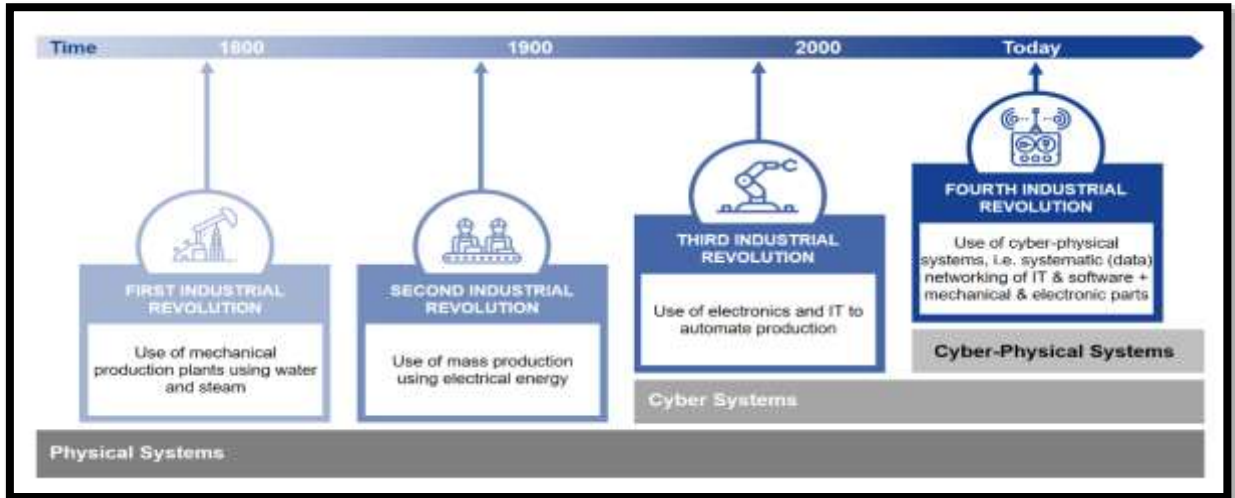 Time 1800 1900 2000 Today
FIRST INDUSTRIAL
REVOLUTION
Use of mechanical
production plants using water
and steam
SECOND INDUSTRIAL
REVOLUTION
Use of mass production
using electrical energy
THIRD INDUSTRIAL
REVOLUTION
Use of electronics and IT to
automate production
FOURTH INDUSTRIAL
REVOLUTION
Use of cyber-physical
systems, i.e. systematic (data)
networking of IT & software +
mechanical & electronic parts
Cyber-Physical Systems
Cyber Systems
Physical Systems